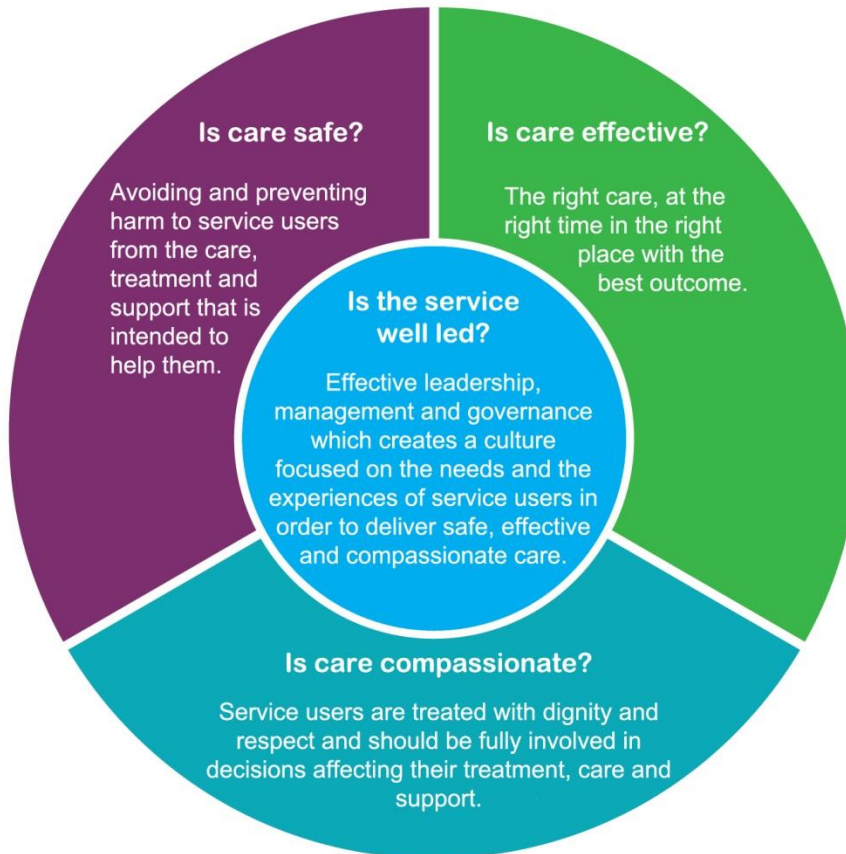 Is care safe?
Avoiding and preventing
harm to service users
from the care,
treatment and
support that is
intended to
help them.
Is care effective?
The right care, at the
right time in the right
place with the
best outcome.
Is the service
well led?
Effective leadership,
management and governance
which creates a culture
focused on the needs and the
experiences of service users in
order to deliver safe, effective
and compassionate care.
Is care compassionate?
Service users are treated with dignity and
respect and should be fully involved in
decisions affecting their treatment, care and
support.